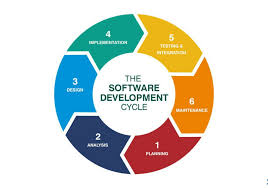 THE
SOFTWARE
DEVELOPMENT
CYCLE
1
PLANNING
2
ANALYSIS
3
DESIGN
4
IMPLEMENTATION
5
TESTING &
INTEGRATION
6
MAINTENANCE